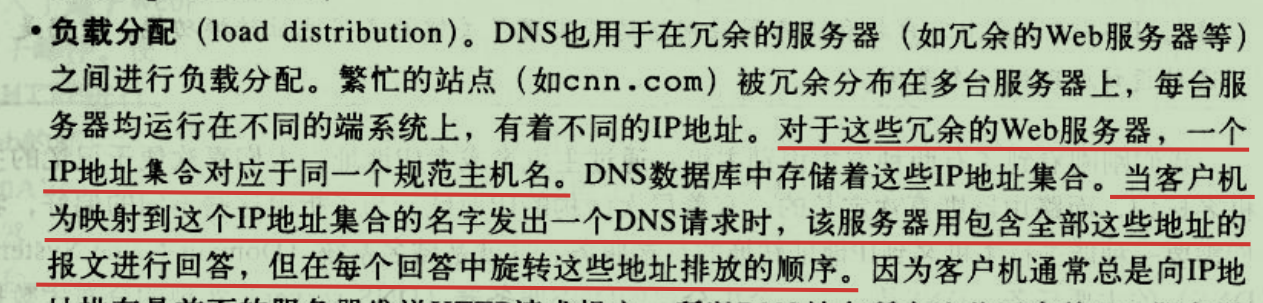 •负载分配（load distribution）。DNS也用于在冗余的服务器（如冗余的Web服务器等）
之间进行负载分配。繁忙的站点（如cnn.com）被冗余分布在多台服务器上，每台服
务器均运行在不同的端系统上，有着不同的IP地址。对于这些冗余的Web服务器，一个
IP地址集合对应于同一个规范主机名。DNS数据库中存储着这些IP地址集合。当客户机
为映射到这个IP地址集合的名字发出一个DNS请求时，该服务器用包含全部这些地址的
报文进行回答，但在每个回答中旋转这些地址排放的顺序。因为客户机通常总是向IP地